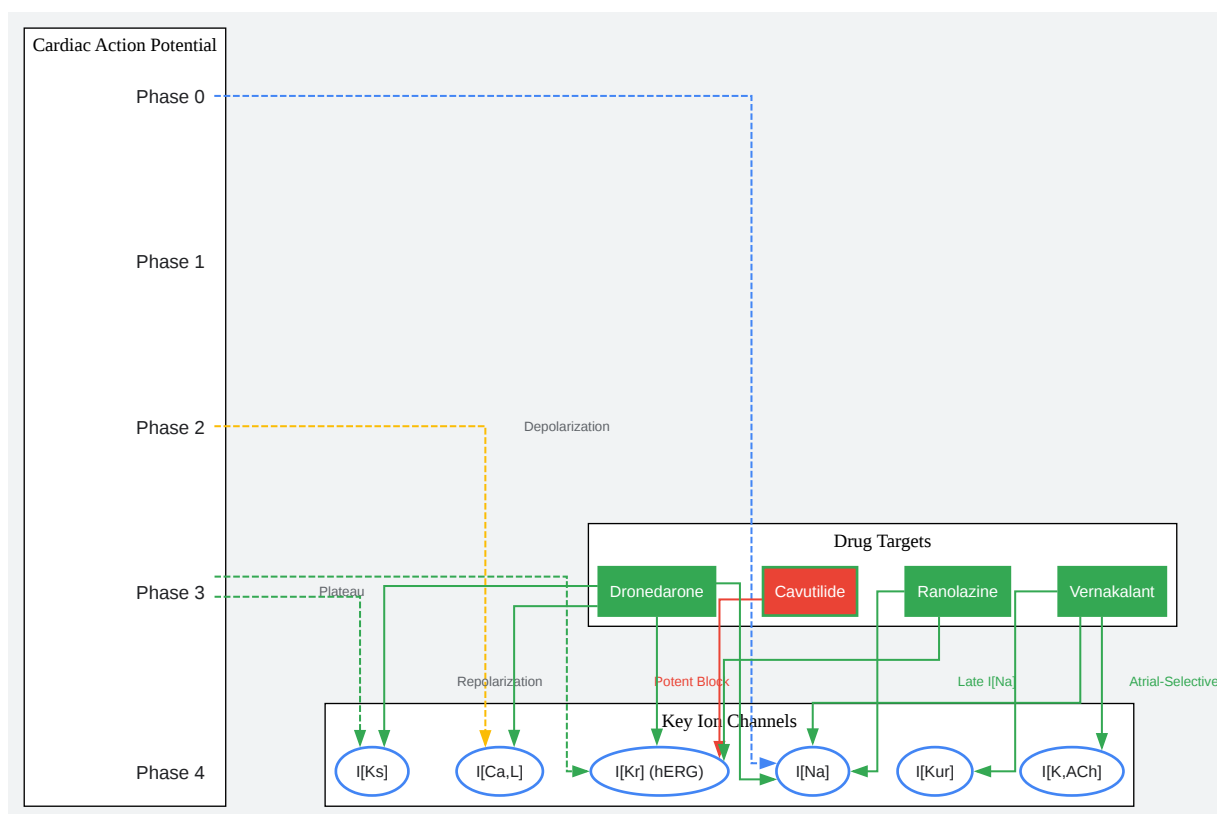 Cardiac Action Potential
Phase 0
Phase 1
Phase 2
Depolarization
Drug Targets
Phase 3
Plateau
Dronedarone
Cavutilide
Ranolazine
Vernakalant
Repolarization
Potent Block
Late I[Na]
Atrial-Selective
Key Ion Channels
Phase 4
I[Ks]
I[Ca,L]
I[Kr] (hERG)
I[Na]
I[Kur]
I[K,ACh]